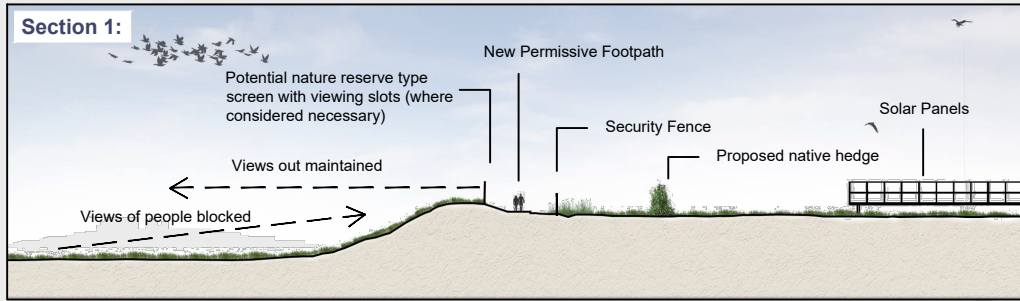 Section 1:
New Permissive Footpath
Potential nature reserve type
screen with viewing slots (where
considered necessary)
Solar Panels
Security Fence
Proposed native hedge
Views out maintained
Views of people blocked